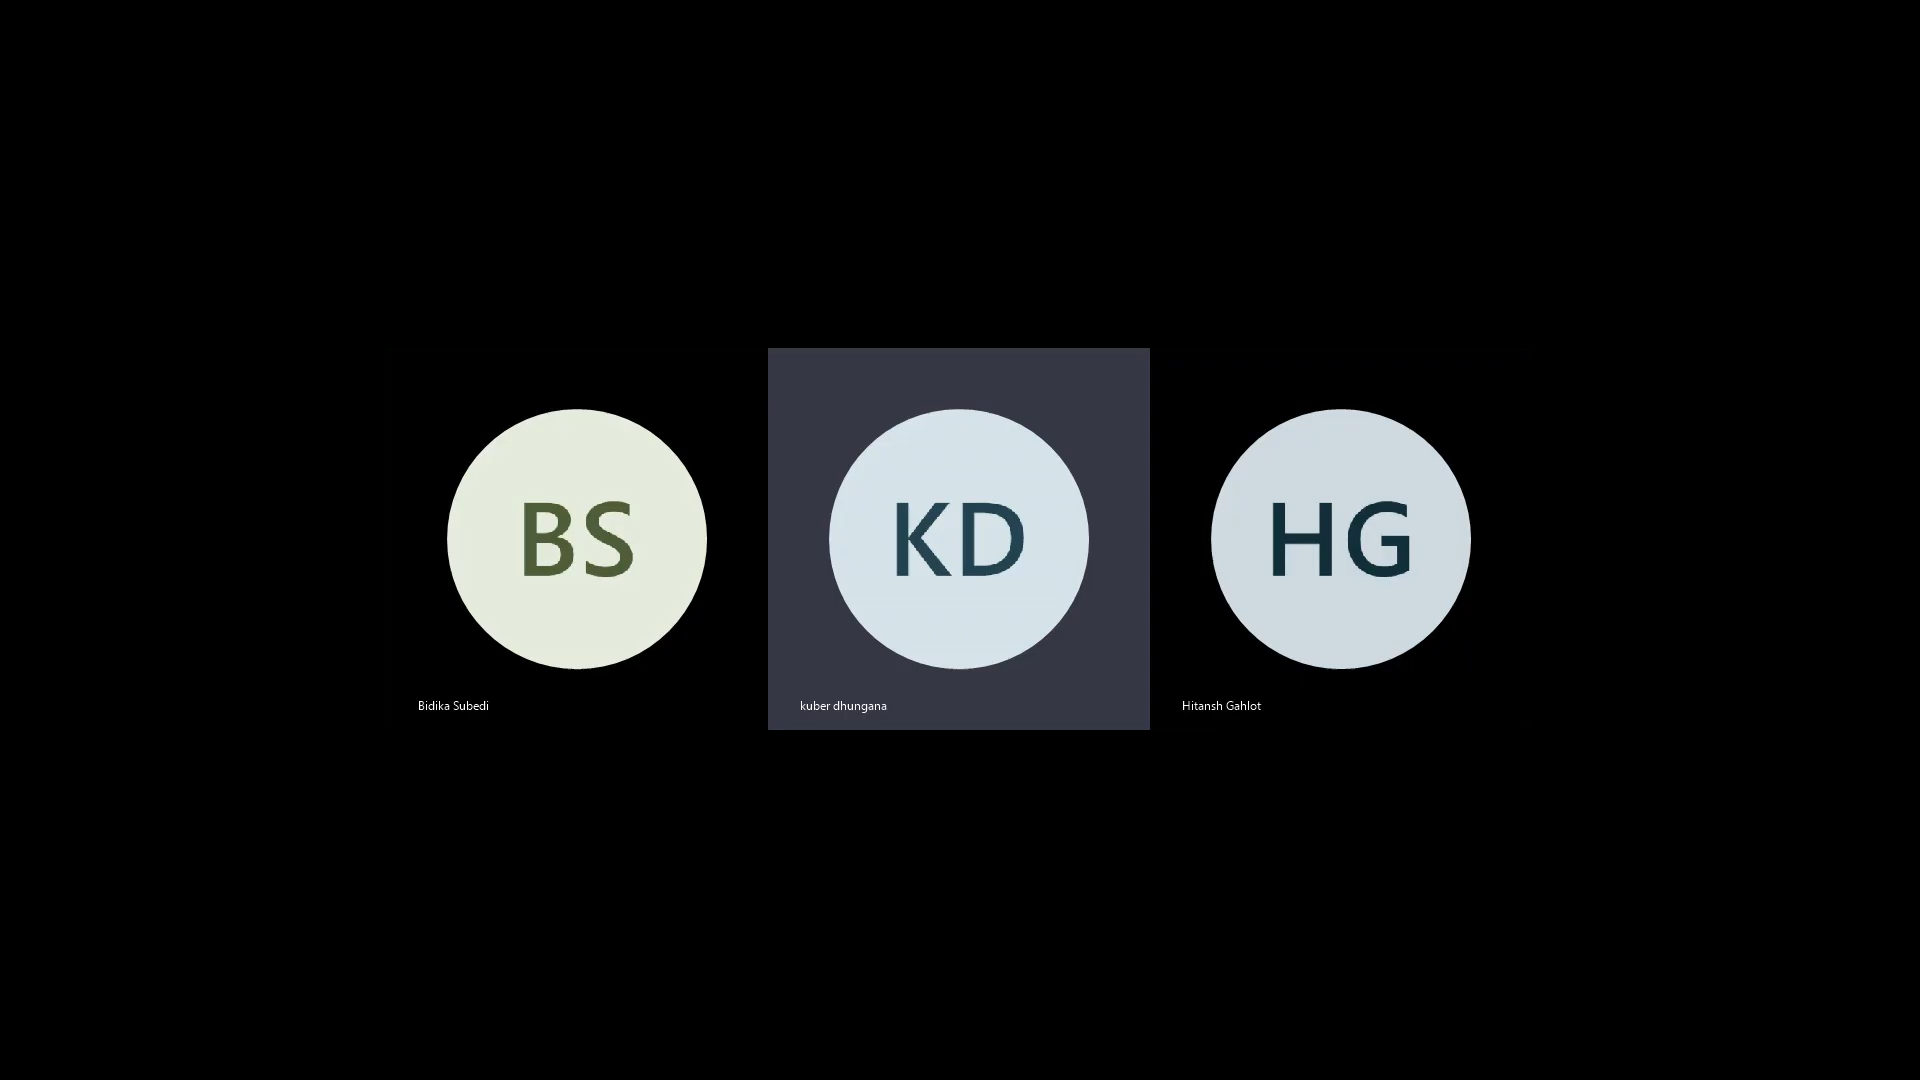 BS
KD
HG
Bidika Subedi
kuber dhungana
Hitansh Gahlot